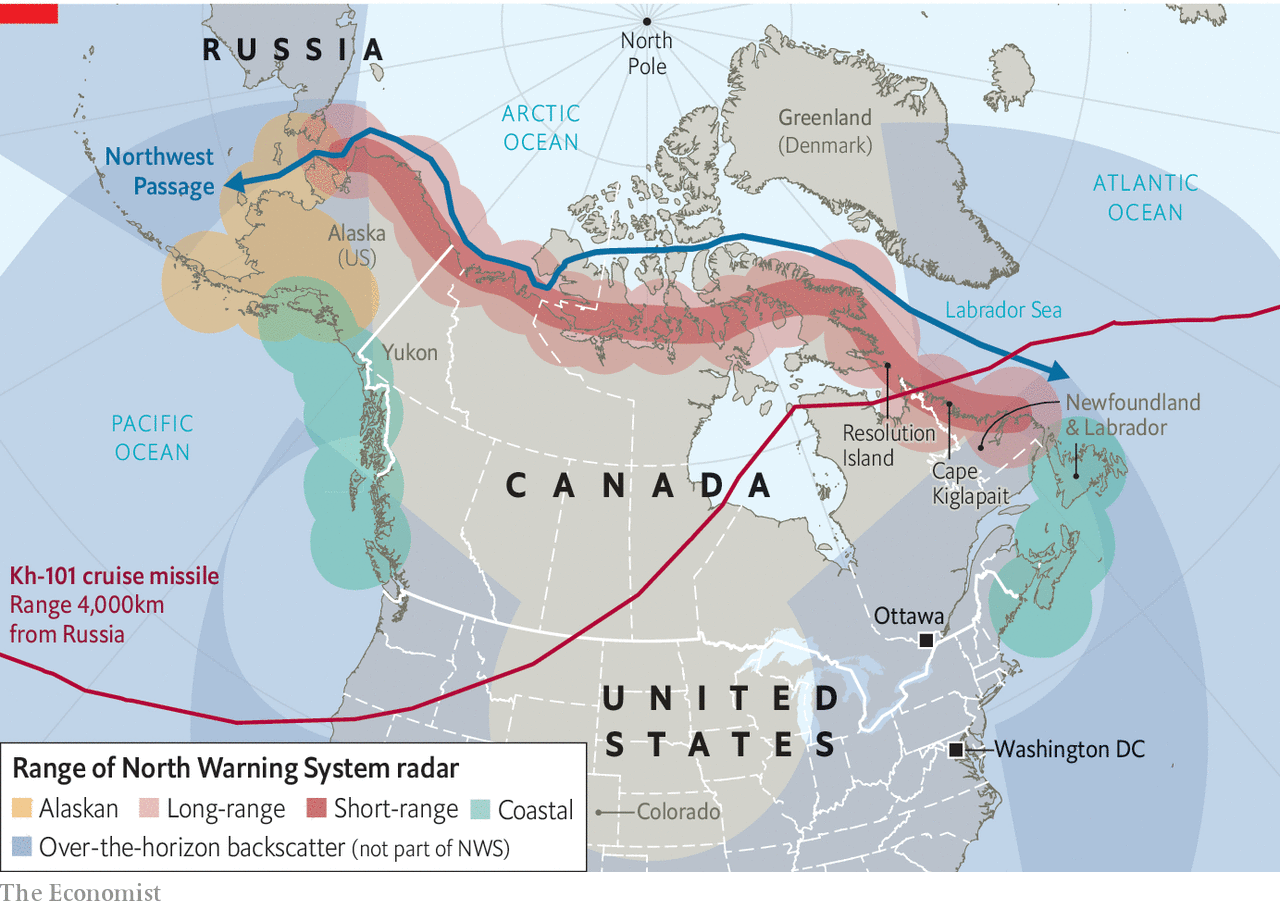 RUSSIA
North
Pole
ARCTIC
OCEAN
Greenland
(Denmark)
Northwest
Passage
ATLANTIC
OCEAN
Alaska
(US)
Labrador Sea
Yukon
PACIFIC
OCEAN
Newfoundland
& Labrador
Resolution
Island
Cape
Kiglapait
CANADA
Kh-101 cruise missile
Range 4,000km
from Russia
Ottawa
UNITED
STATES
Washington DC
Range of North Warning System radar
Alaskan
Long-range
Short-range
Coastal
Colorado
Over-the-horizon backscatter (not part of NWS)
The Economist